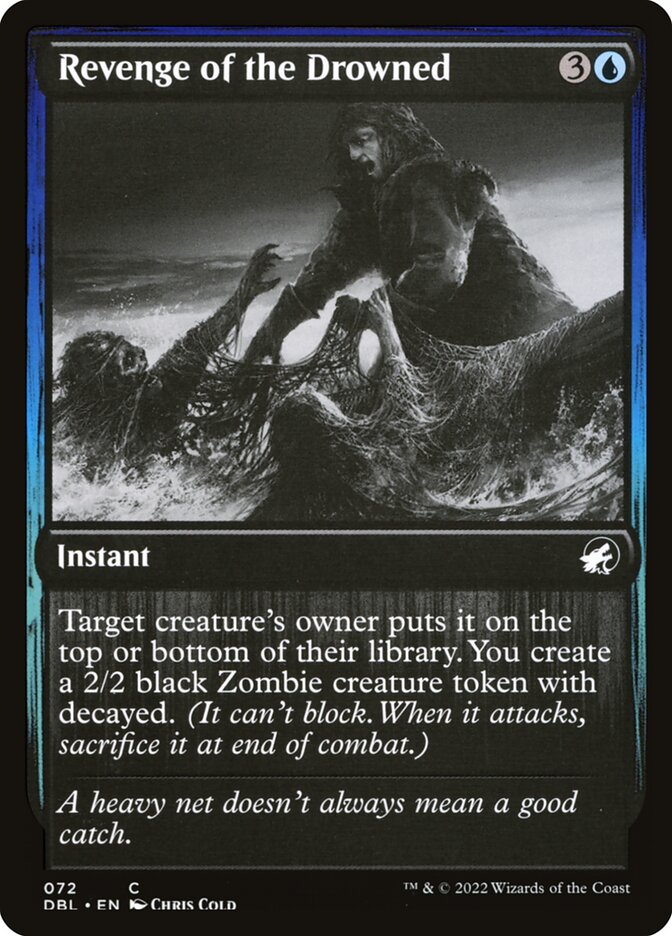 Revenge of the Drowned 3
Instant
Target creature's owner puts it on the
top or bottom of their library. You create
a 2/2 black Zombie creature token with
decayed. (It can't block. When it attacks,
sacrifice it at end of combat.)
A heavy net doesn't always mean a good
catch.
072 C ™ & © 2022 Wizards of the Coast
DBL • EN Chris Cold